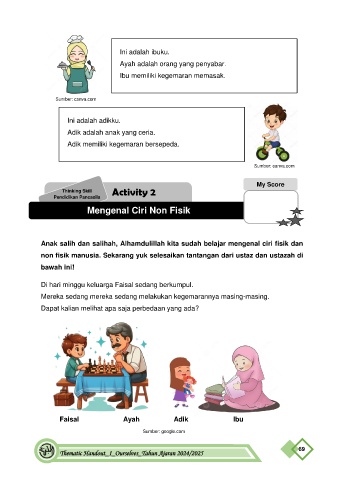 Ini adalah ibuku.
Ayah adalah orang yang penyabar.
Ibu memiliki kegemaran memasak.
Sumber: canva.com
Ini adalah adikku.
Adik adalah anak yang ceria.
Adik memiliki kegemaran bersepeda.
Sumber: canva.com
Thinking Skill
Pendidikan Pancasila
Activity 2
My Score
Mengenal Ciri Non Fisik
Anak salih dan salihah, Alhamdulillah kita sudah belajar mengenal ciri fisik dan
non fisik manusia. Sekarang yuk selesaikan tantangan dari ustaz dan ustazah di
bawah ini!
Di hari minggu keluarga Faisal sedang berkumpul.
Mereka sedang mereka sedang melakukan kegemarannya masing-masing.
Dapat kalian melihat apa saja perbedaan yang ada?
Faisal Ayah Adik Ibu
Sumber: google.com
Thematic Handout_1_Ourselves_Tahun Ajaran 2024/2025
69